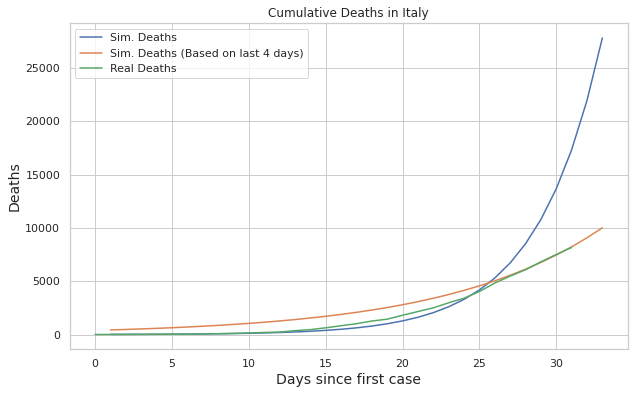 Cumulative Deaths in Italy
Sim. Deaths
Sim. Deaths (Based on last 4 days)
Real Deaths
25000
20000
15000
10000
5000
0
Deaths
0 5 10 15 20 25 30
Days since first case